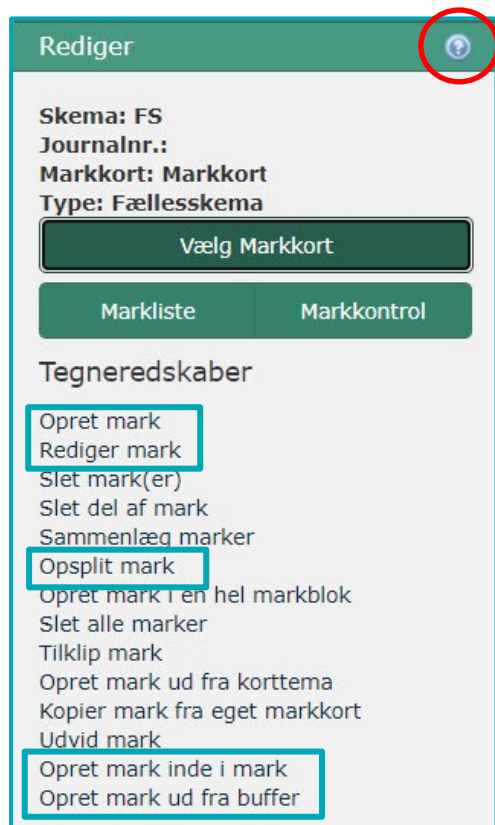 Rediger
?
Skema: FS
Journalnr.:
Markkort: Markkort
Type: Fællesskema
Vælg Markkort
Markliste Markkontrol
Tegneredskaber
Opret mark
Rediger mark
Slet mark(er)
Slet del af mark
Sammenlæg marker
Opsplit mark
Opret mark i en hel markblok
Slet alle marker
Tilklip mark
Opret mark ud fra korttema
Kopier mark fra eget markkort
Udvid mark
Opret mark inde i mark
Opret mark ud fra buffer